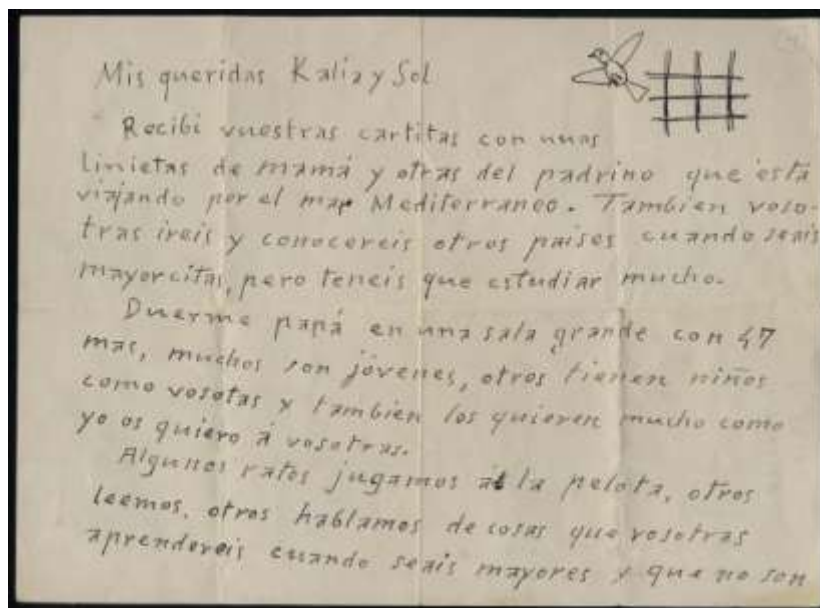 Mis queridas Kalia y Sol
Recibi vuestras cartitas con unas
linietas de mamá y otras del padrino que está
viajando por el mar Mediterraneo. Tambien voso-
tras ireis y conocereis otros paises cuando seais
mayorcitas, pero teneis que estudiar mucho.
Duerme papá en una sala grande con 47
mas, muchos son jóvenes, otros tienen niños
como vosotas y tambien los quieren mucho como
yo os quiero á vosotras.
Algunos ratos jugamos a la pelota, otros
leemos, otros hablamos de cosas que vosotras
aprendereis cuando seais mayores y que no son